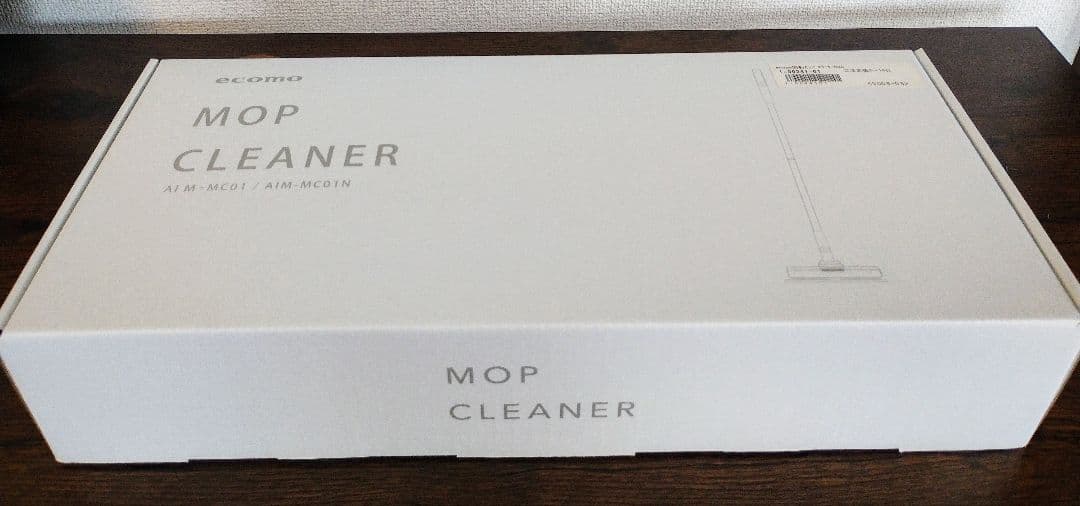 ecomo
MOP
CLEANER
AIM-MC01 / AIM-MC01N
MOP
CLEANER